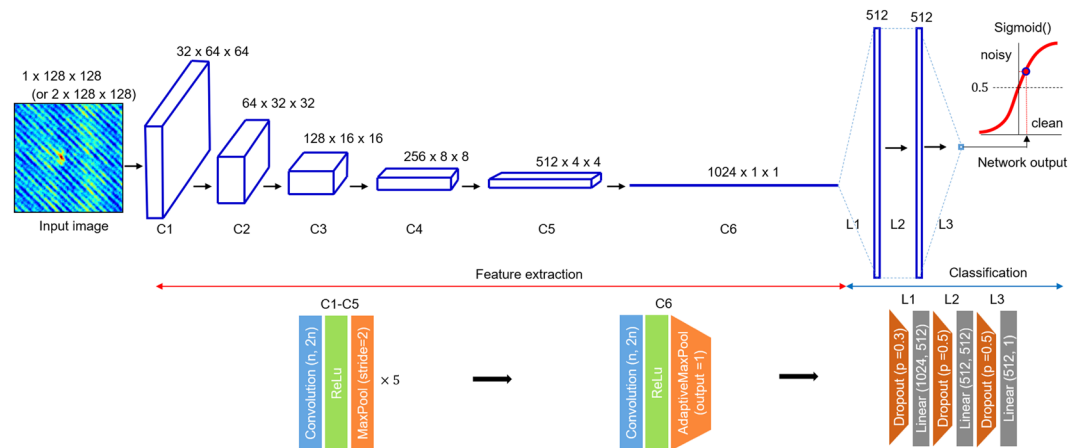 1 x 128 x 128
(or 2 x 128 x 128)
Input image
32 x 64 x 64
C1
64 x 32 x 32
C2
128 x 16 x 16
C3
256 x 8 x 8
C4
512 x 4 x 4
C5
1024 x 1 x 1
C6
512
512
L1
L2
L3
Sigmoid()
noisy
0.5
clean
Network output
Feature extraction
Classification
C1-C5
Convolution (n, 2n)
ReLu
MaxPool (stride=2)
× 5
C6
Convolution (n, 2n)
ReLu
AdaptiveMaxPool
(output =1)
L1
L2
L3
Dropout (p =0.3)
Linear (1024, 512)
Dropout (p =0.5)
Linear (512, 512)
Dropout (p =0.5)
Linear (512, 1)